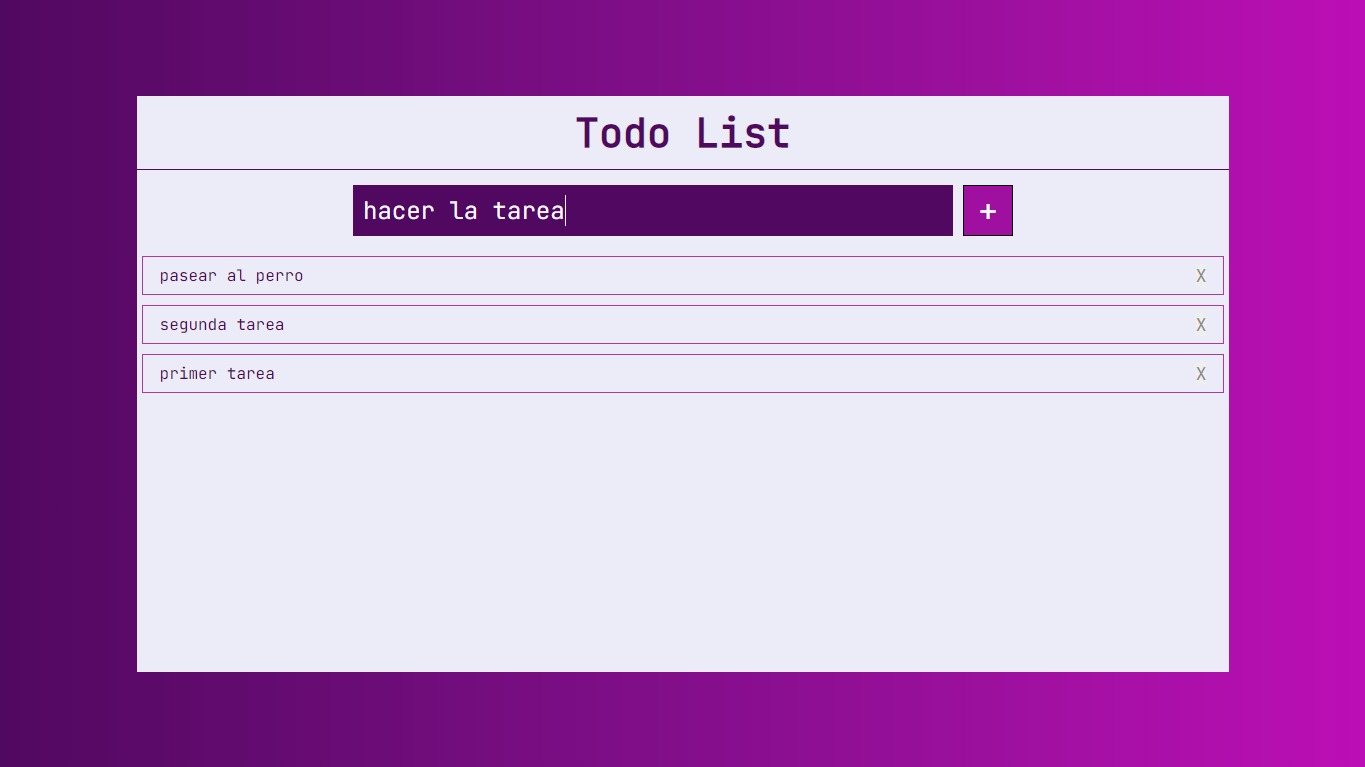 Todo List
hacer la tarea +
pasear al perro X
segunda tarea X
primer tarea X